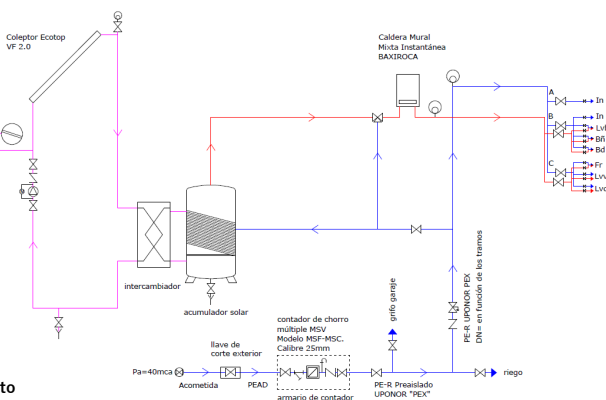 Coleptor Ecotop
VF 2.0
Caldera Mural
Mixta Instantánea
BAXIROCA
A
In
B
In
Lvl
Bñ
Bd
C
Fr
Lvv
Lvd
intercambiador
acumulador solar
grifo garaje
PE-R UPONOR PEX
DN= en función de los tramos
contador de chorro
múltiple MSV
Modelo MSF-MSC.
Calibre 25mm
llave de
corte exterior
Pa=40mca
Acometida
PEAD
armario de contador
PE-R Preaislado
UPONOR "PEX"
riego
to